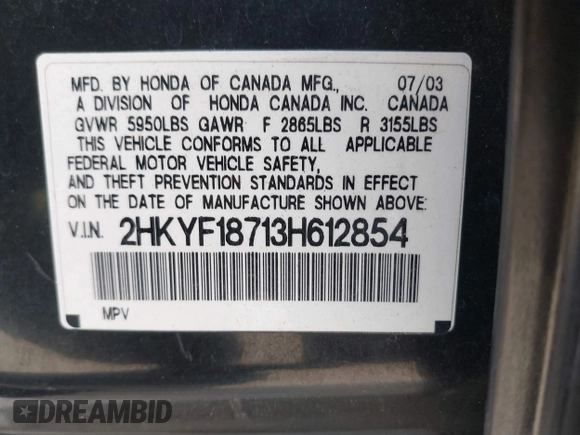 MFD. BY HONDA OF CANADA MFG., 07/03
A DIVISION OF HONDA CANADA INC. CANADA
GVWR 5950LBS GAWR F 2865LBS R 3155LBS
THIS VEHICLE CONFORMS TO ALL APPLICABLE
FEDERAL MOTOR VEHICLE SAFETY,
AND THEFT PREVENTION STANDARDS IN EFFECT
ON THE DATE OF MANUFACTURE SHOWN ABOVE:
V.I.N. 2HKYF18713H612854
MPV
DREAMBID